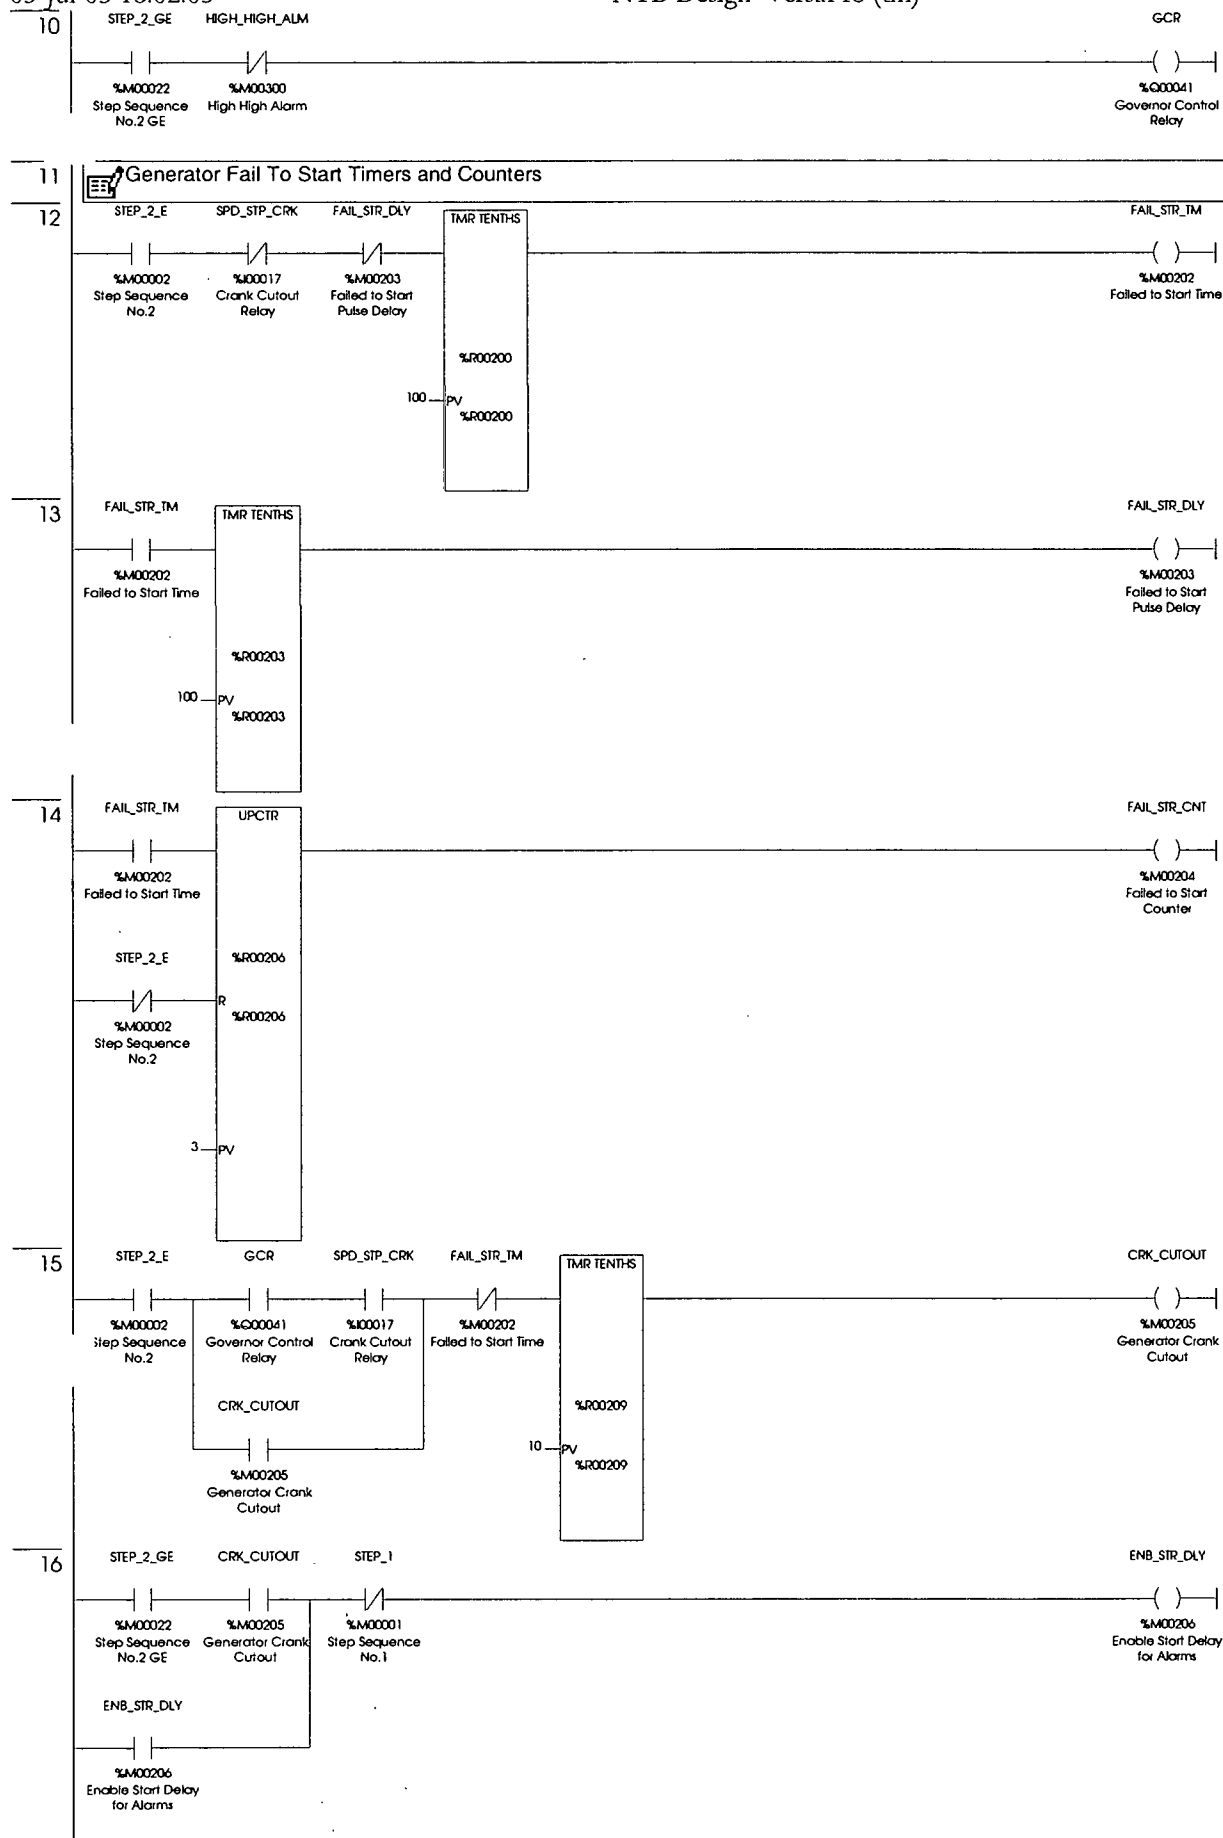 10
STEP_2_GE HIGH_HIGH_ALM GCR
%M00022 %M00300 %Q00041
Step Sequence High High Alarm Governor Control
No.2 GE Relay
11 Generator Fail To Start Timers and Counters
12
STEP_2_E SPD_STP_CRK FAIL_STR_DLY TMR TENTHS FAIL_STR_TM
%M00002 %I00017 %M00203 %M00202
Step Sequence Crank Cutout Failed to Start Failed to Start Time
No.2 Relay Pulse Delay
%R00200
100 PV
%R00200
13
FAIL_STR_TM TMR TENTHS FAIL_STR_DLY
%M00202 %M00203
Failed to Start Time Failed to Start
Pulse Delay
%R00203
100 PV
%R00203
14
FAIL_STR_TM UPCTR FAIL_STR_CNT
%M00202 %M00204
Failed to Start Time Failed to Start
Counter
STEP_2_E %R00206
R
%M00002 %R00206
Step Sequence
No.2
3 PV
15
STEP_2_E GCR SPD_STP_CRK FAIL_STR_TM TMR TENTHS CRK_CUTOUT
%M00002 %Q00041 %I00017 %M00202 %M00205
Step Sequence Governor Control Crank Cutout Failed to Start Time Generator Crank
No.2 Relay Relay Cutout
CRK_CUTOUT %R00209
10 PV
%M00205 %R00209
Generator Crank
Cutout
16
STEP_2_GE CRK_CUTOUT STEP_1 ENB_STR_DLY
%M00022 %M00205 %M00001 %M00206
Step Sequence Generator Crank Step Sequence Enable Start Delay
No.2 GE Cutout No.1 for Alarms
ENB_STR_DLY
%M00206
Enable Start Delay
for Alarms